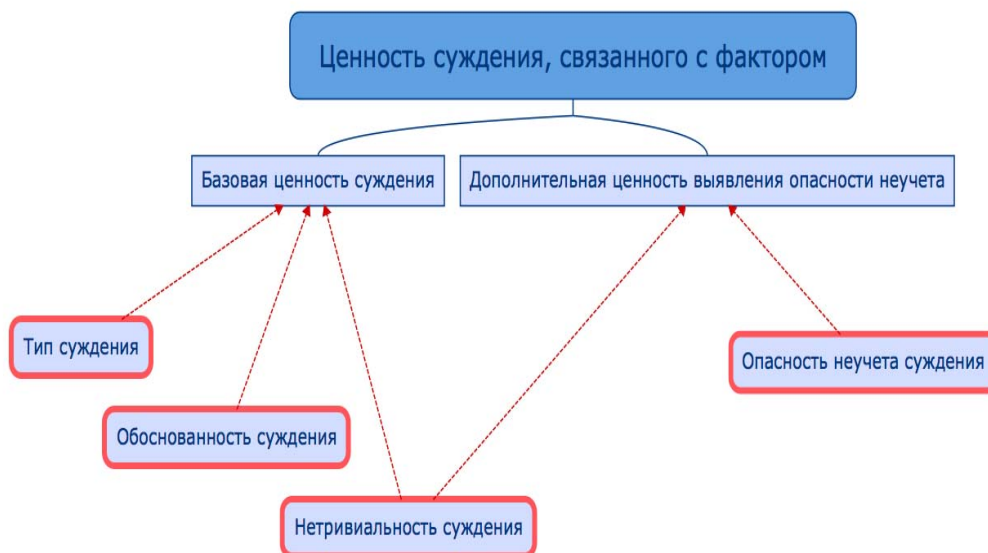 Ценность суждения, связанного с фактором
Базовая ценность суждения
Дополнительная ценность выявления опасности неучета
Тип суждения
Опасность неучета суждения
Обоснованность суждения
Нетривиальность суждения